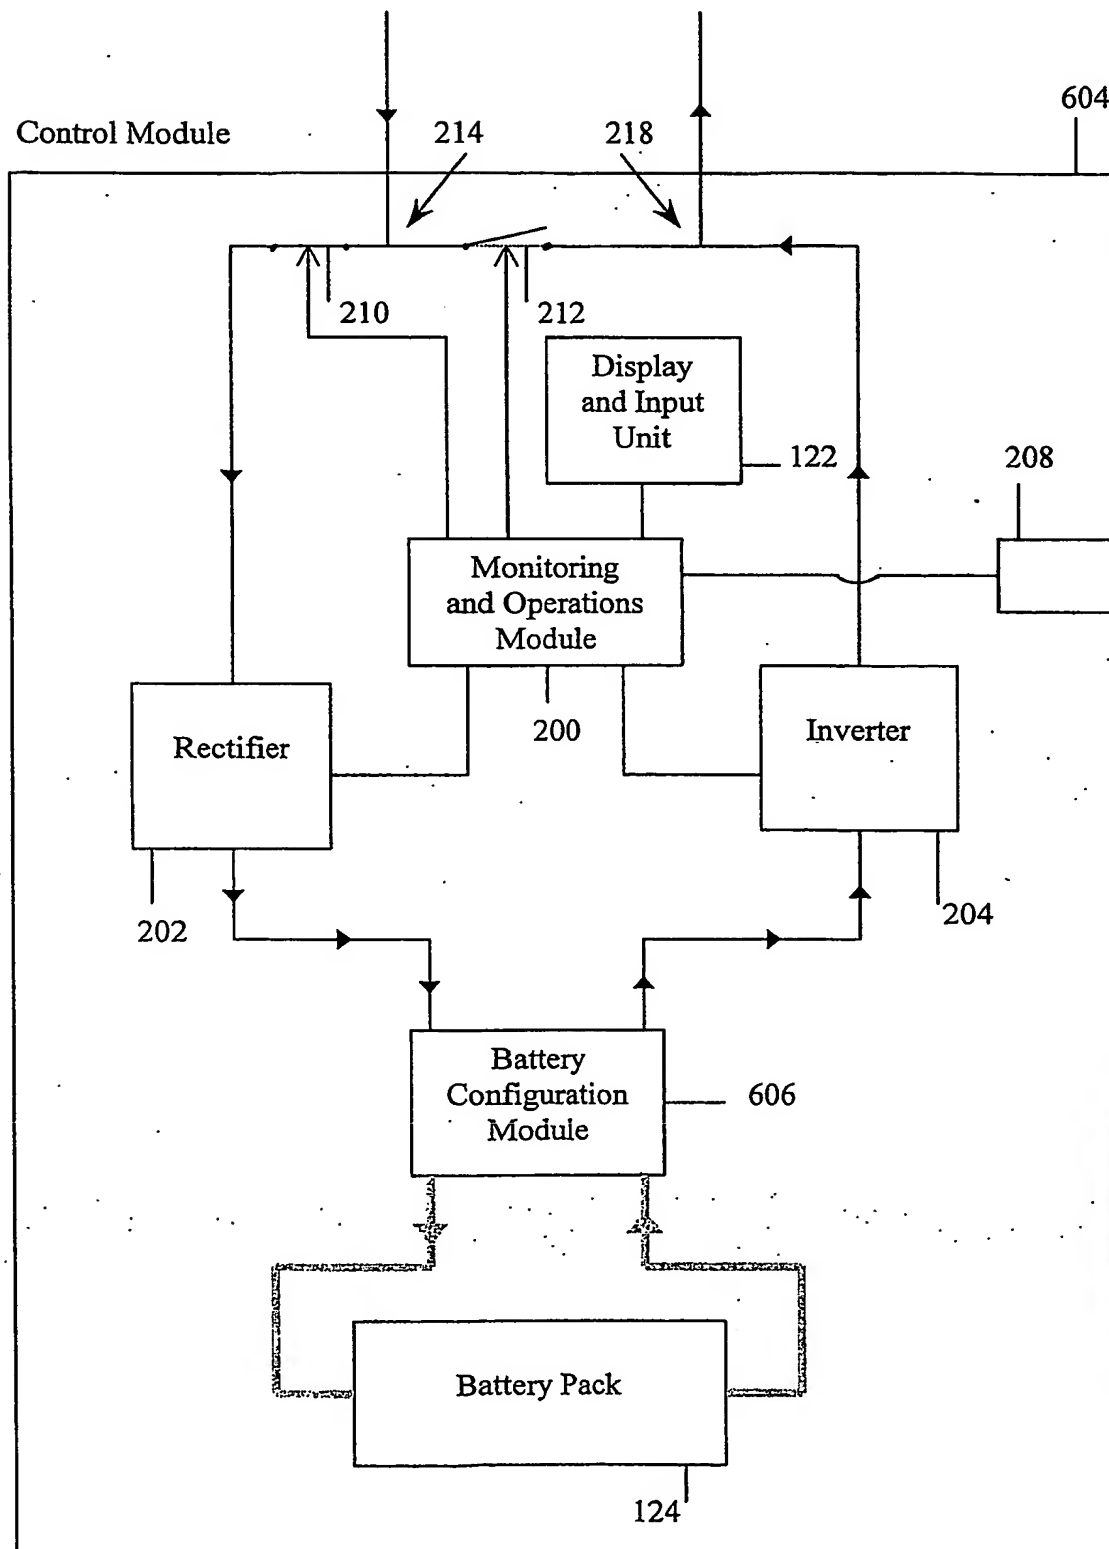 604
Control Module
214
218
210
212
Display
and Input
Unit
122
208
Monitoring
and Operations
Module
200
Rectifier
Inverter
202
204
Battery
Configuration
Module
606
Battery Pack
124